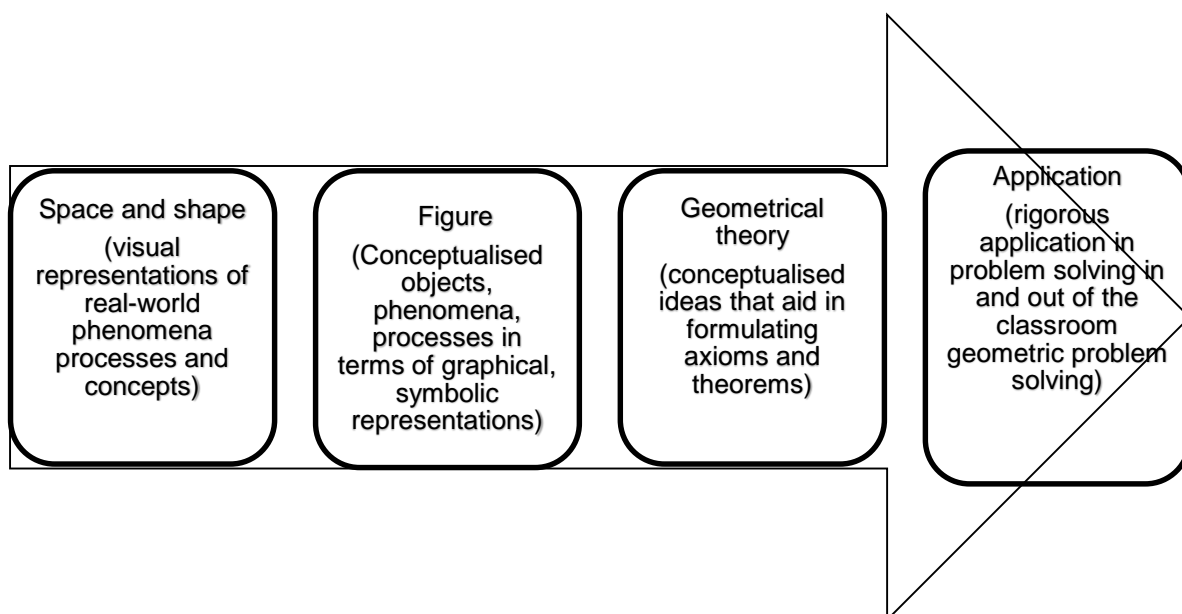 Space and shape
(visual
representations of
real-world
phenomena
processes and
concepts)
Figure
(Conceptualised
objects,
phenomena,
processes in
terms of graphical,
symbolic
representations)
Geometrical
theory
(conceptualised
ideas that aid in
formulating
axioms and
theorems)
Application
(rigorous
application in
problem solving in
and out of the
classroom
geometric problem
solving)